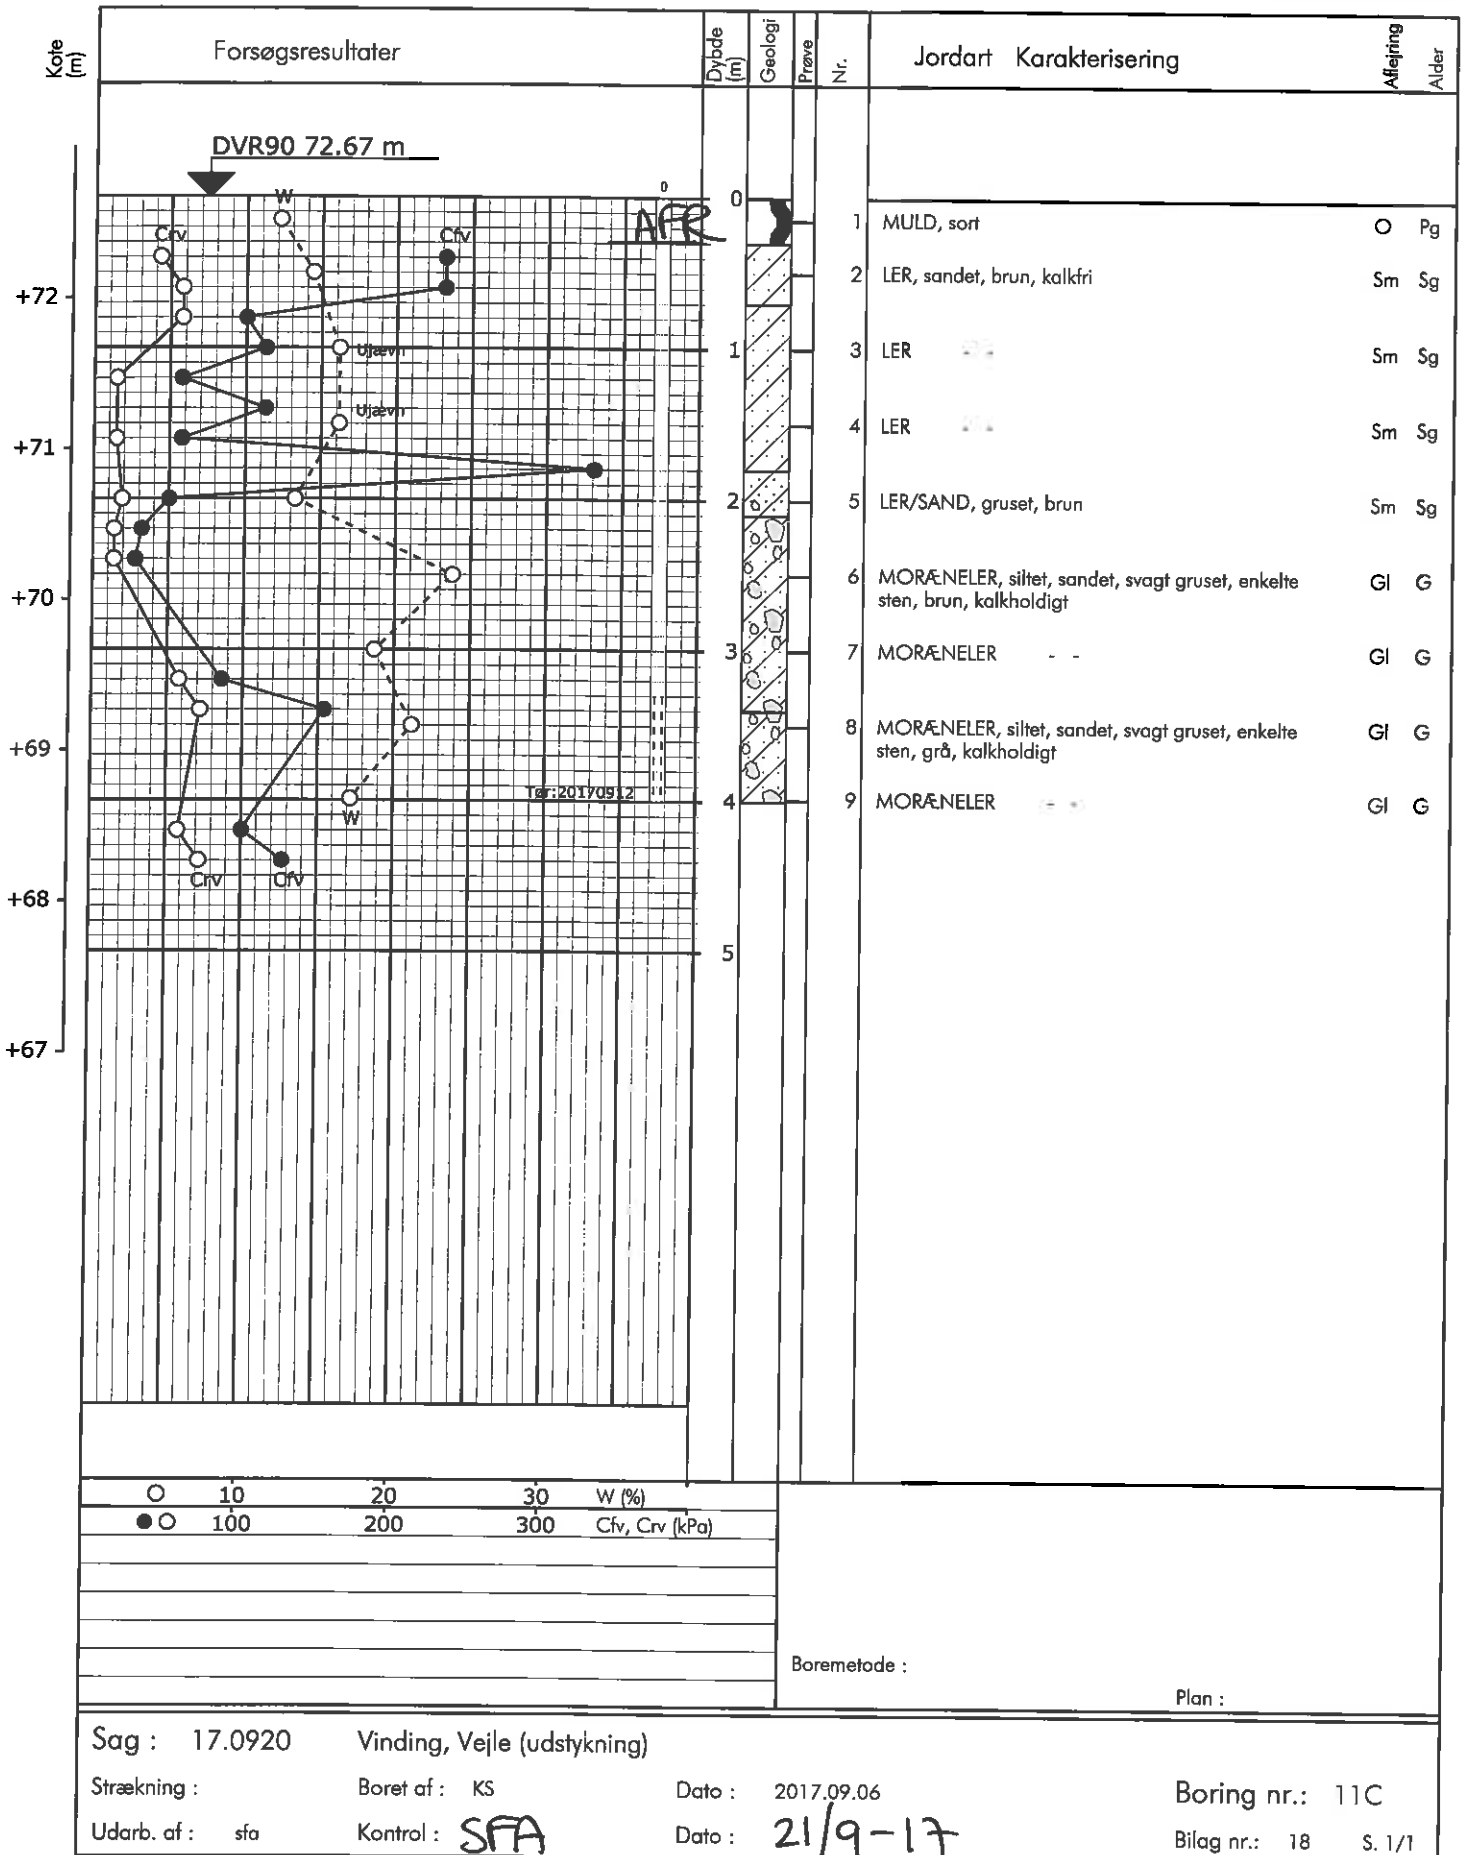 Kote (m)
Forsøgsresultater
Dybde (m)
Geologi
Prøve
Nr.
Jordart Karakterisering
Aflejring
Alder
DVR90 72.67 m
W
0
0
AFR
Crv
Cfv
1 MULD, sort O Pg
2 LER, sandet, brun, kalkfri Sm Sg
+72
Ujævn
1
3 LER - - Sm Sg
Ujævn
4 LER - - Sm Sg
+71
2
5 LER/SAND, gruset, brun Sm Sg
6 MORÆNELER, siltet, sandet, svagt gruset, enkelte Gl G
sten, brun, kalkholdigt
+70
3
7 MORÆNELER - - Gl G
8 MORÆNELER, siltet, sandet, svagt gruset, enkelte Gl G
sten, grå, kalkholdigt
+69
Tør:20170912
4
9 MORÆNELER - - Gl G
W
Crv
Cfv
+68
5
+67
10 20 30 W (%)
100 200 300 Cfv, Crv (kPa)
Boremetode :
Plan :
Sag : 17.0920 Vinding, Vejle (udstykning)
Strækning : Boret af : KS Dato : 2017.09.06 Boring nr.: 11C
Udarb. af : sfa Kontrol : SFA Dato : 21/9-17 Bilag nr.: 18 S. 1/1